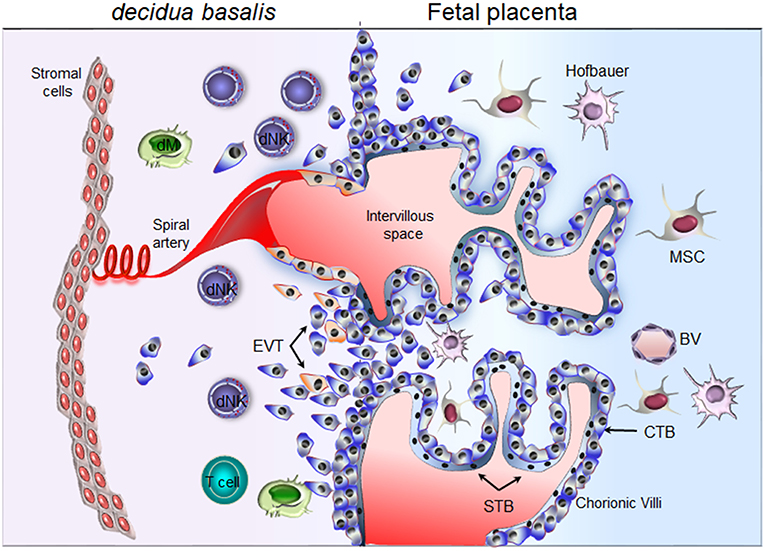 decidua basalis
Fetal placenta
Stromal
cells
Hofbauer
dNK
dM
Spiral
artery
Intervillous
space
MSC
dNK
EVT
BV
dNK
CTB
T cell
STB
Chorionic Villi